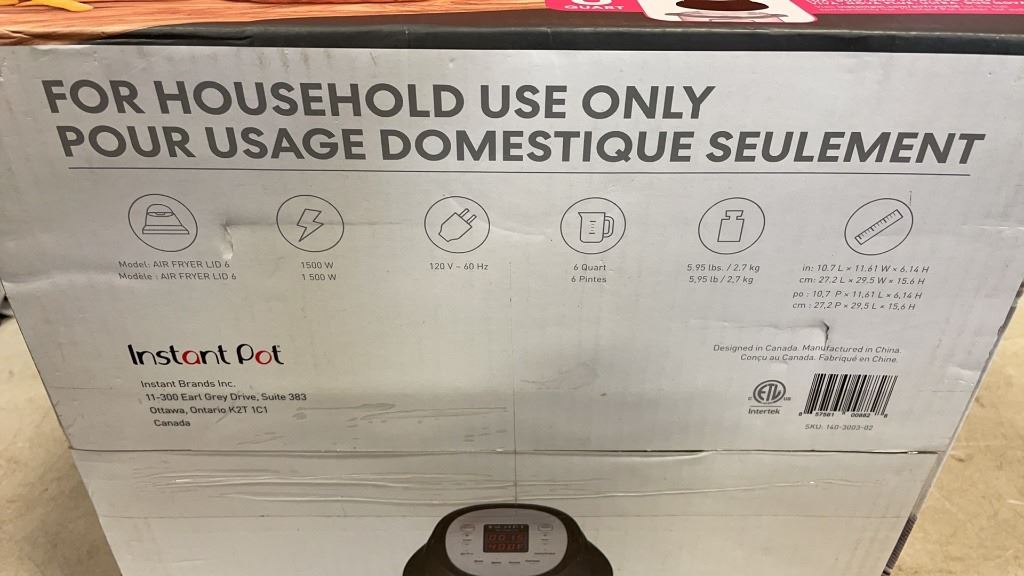 QUART
FOR HOUSEHOLD USE ONLY
POUR USAGE DOMESTIQUE SEULEMENT
Model: AIR FRYER LID 6
Modèle : AIR FRYER LID 6
1500 W
1 500 W
120 V ~ 60 Hz
6 Quart
6 Pintes
5.95 lbs. / 2.7 kg
5,95 lb / 2,7 kg
in: 10.7 L × 11.61 W × 6.14 H
cm: 27.2 L × 29.5 W × 15.6 H
po : 10,7 P × 11,61 L × 6,14 H
cm : 27,2 P × 29,5 L × 15,6 H
Instant Pot
Instant Brands Inc.
11-300 Earl Grey Drive, Suite 383
Ottawa, Ontario K2T 1C1
Canada
Designed in Canada. Manufactured in China.
Conçu au Canada. Fabriqué en Chine.
ETL
Intertek
SKU: 140-3003-02
00:15
400F